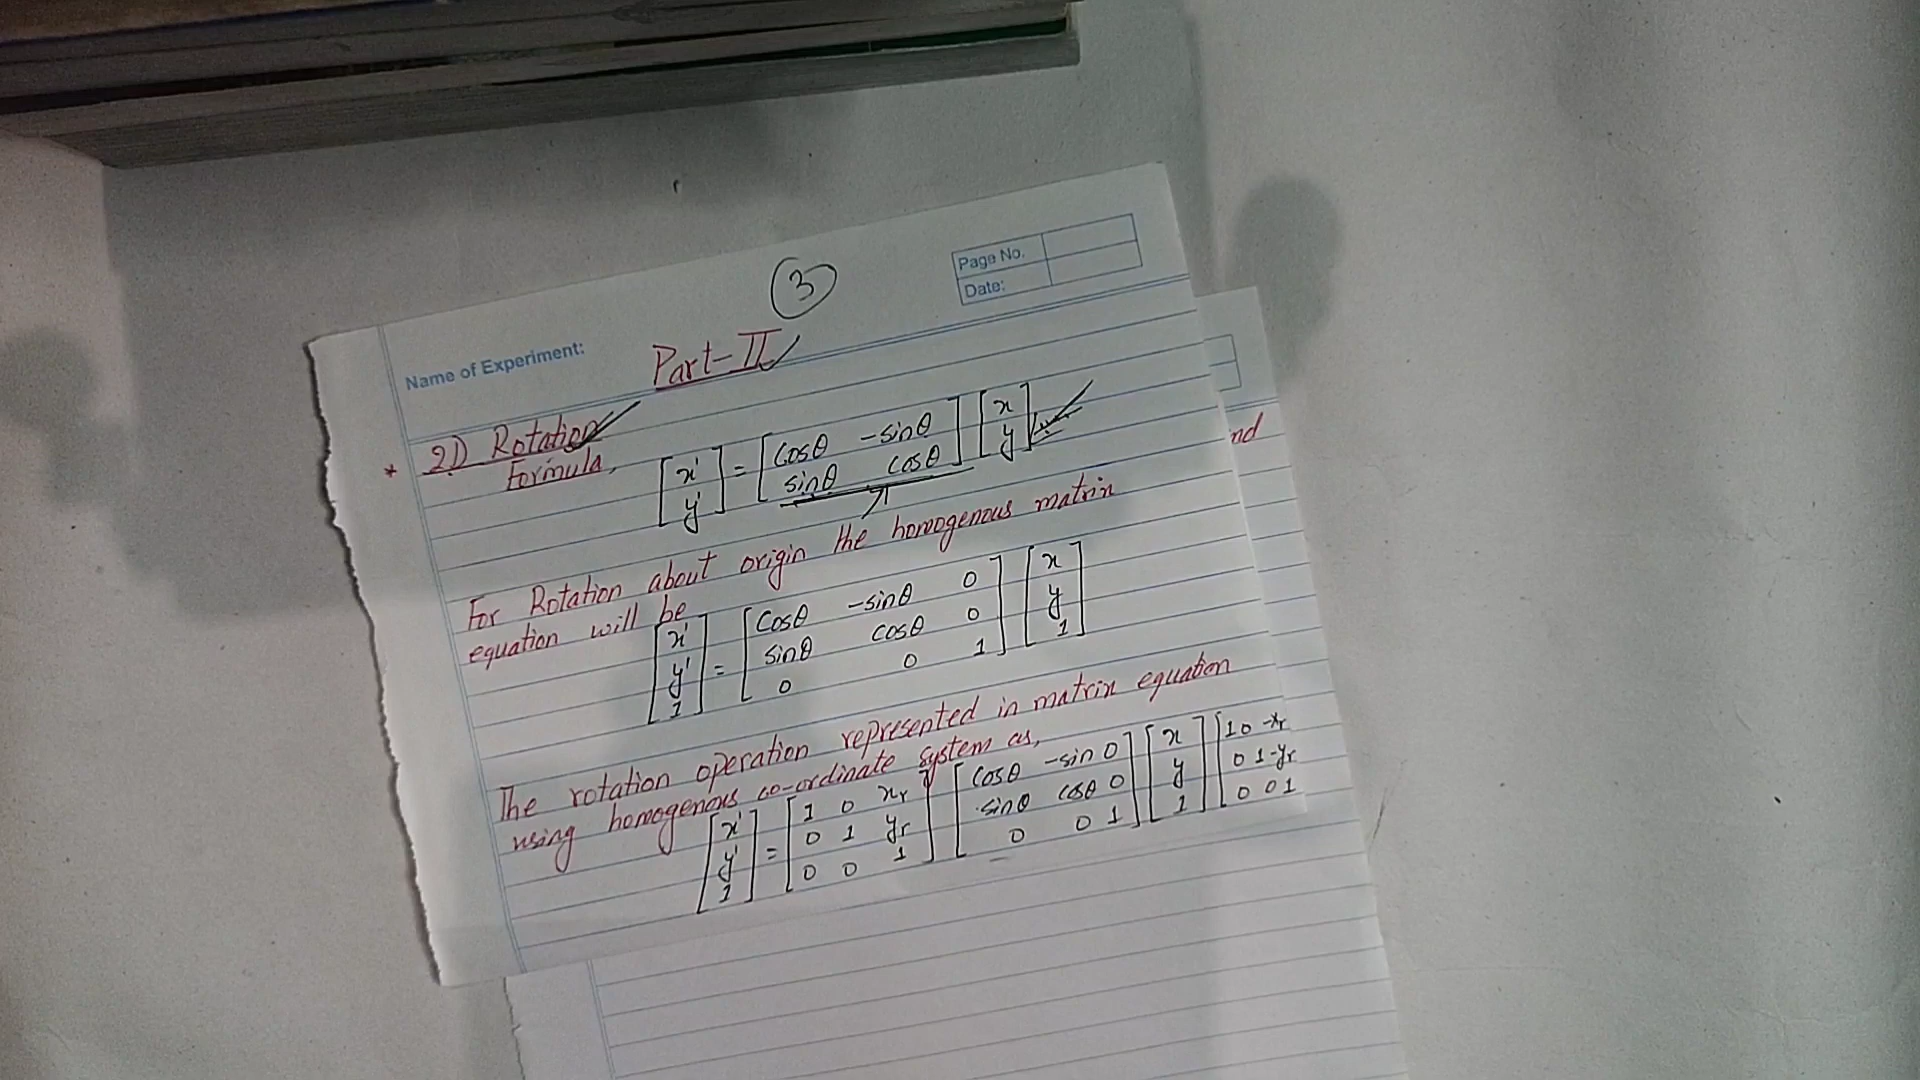 3
Page No.
Date:
Name of Experiment:
Part-II
* 2) Rotation
Formula, [x' y'] = [cosθ -sinθ sinθ cosθ] [x y]
nd
For Rotation about origin the homogenous matrix
equation will be
[x' y' 1] = [cosθ -sinθ 0 sinθ cosθ 0 0 0 1] [x y 1]
The rotation operation represented in matrix equation
using homogenous co-ordinate system as,
[x' y' 1] = [1 0 xr 0 1 yr 0 0 1] [cosθ -sin 0 sinθ cosθ 0 0 0 1] [x y 1] [1 0 -xr 0 1 -yr 0 0 1